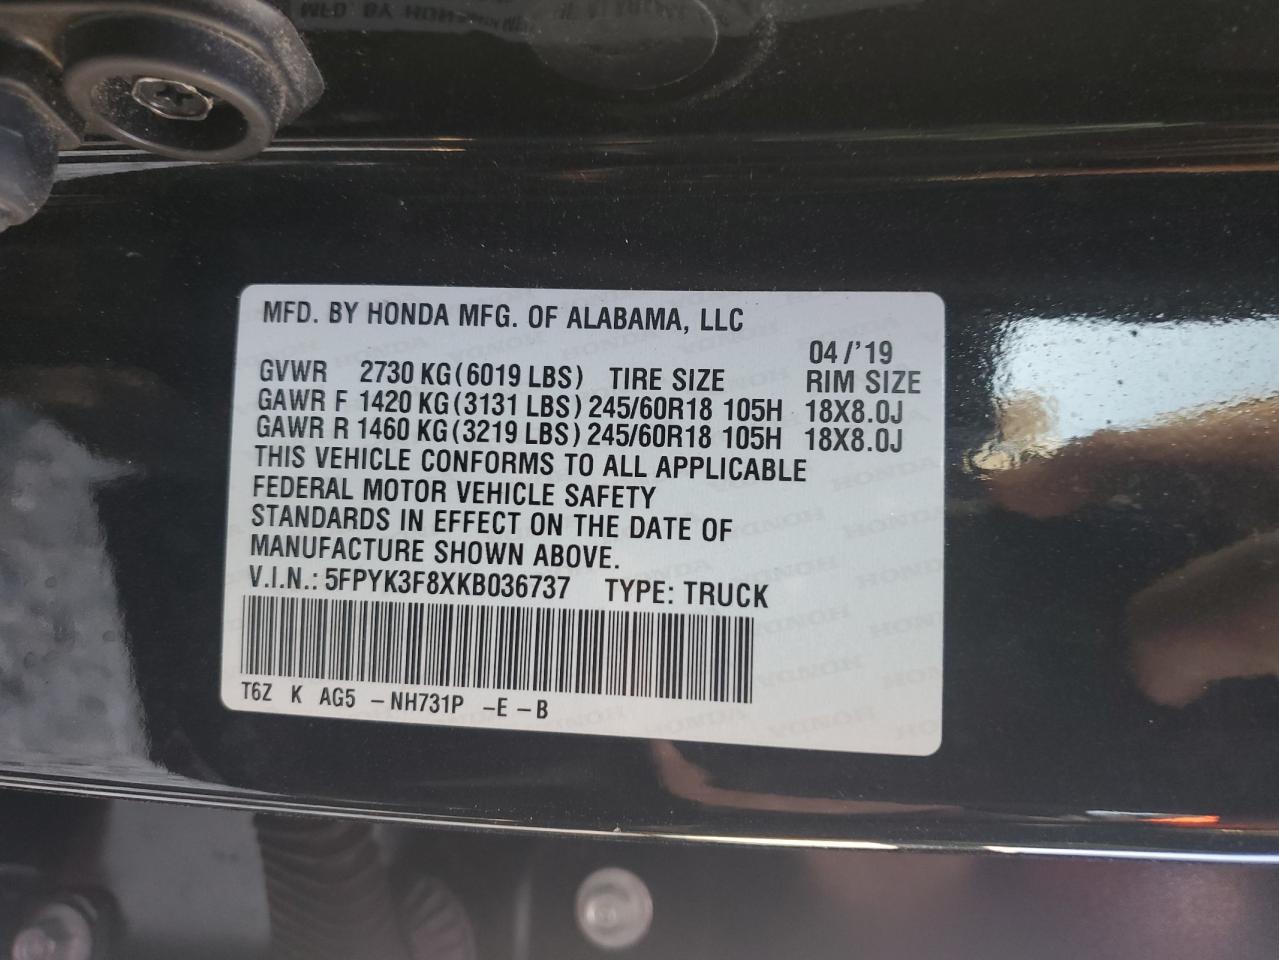 MFD. BY HONDA MFG. OF ALABAMA, LLC
04/'19
GVWR 2730 KG(6019 LBS) TIRE SIZE RIM SIZE
GAWR F 1420 KG(3131 LBS) 245/60R18 105H 18X8.0J
GAWR R 1460 KG(3219 LBS) 245/60R18 105H 18X8.0J
THIS VEHICLE CONFORMS TO ALL APPLICABLE
FEDERAL MOTOR VEHICLE SAFETY
STANDARDS IN EFFECT ON THE DATE OF
MANUFACTURE SHOWN ABOVE.
V.I.N.: 5FPYK3F8XKB036737 TYPE: TRUCK
T6Z K AG5 -NH731P -E -B